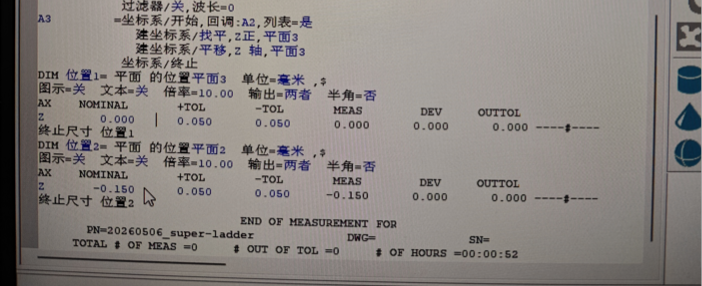 过滤器/关,波长=0
A3 =坐标系/开始,回调:A2,列表=是
建坐标系/找平,Z正,平面3
建坐标系/平移,Z 轴,平面3
坐标系/终止
DIM 位置1= 平面 的位置平面3 单位=毫米 ,$
图示=关 文本=关 倍率=10.00 输出=两者 半角=否
AX NOMINAL +TOL -TOL MEAS DEV OUTTOL
Z 0.000 0.050 0.050 0.000 0.000 0.000 ----#----
终止尺寸 位置1
DIM 位置2= 平面 的位置平面2 单位=毫米 ,$
图示=关 文本=关 倍率=10.00 输出=两者 半角=否
AX NOMINAL +TOL -TOL MEAS DEV OUTTOL
Z -0.150 0.050 0.050 -0.150 0.000 0.000 ----#----
终止尺寸 位置2
END OF MEASUREMENT FOR
PN=20260506_super-ladder DWG= SN=
TOTAL # OF MEAS =0 # OUT OF TOL =0 # OF HOURS =00:00:52